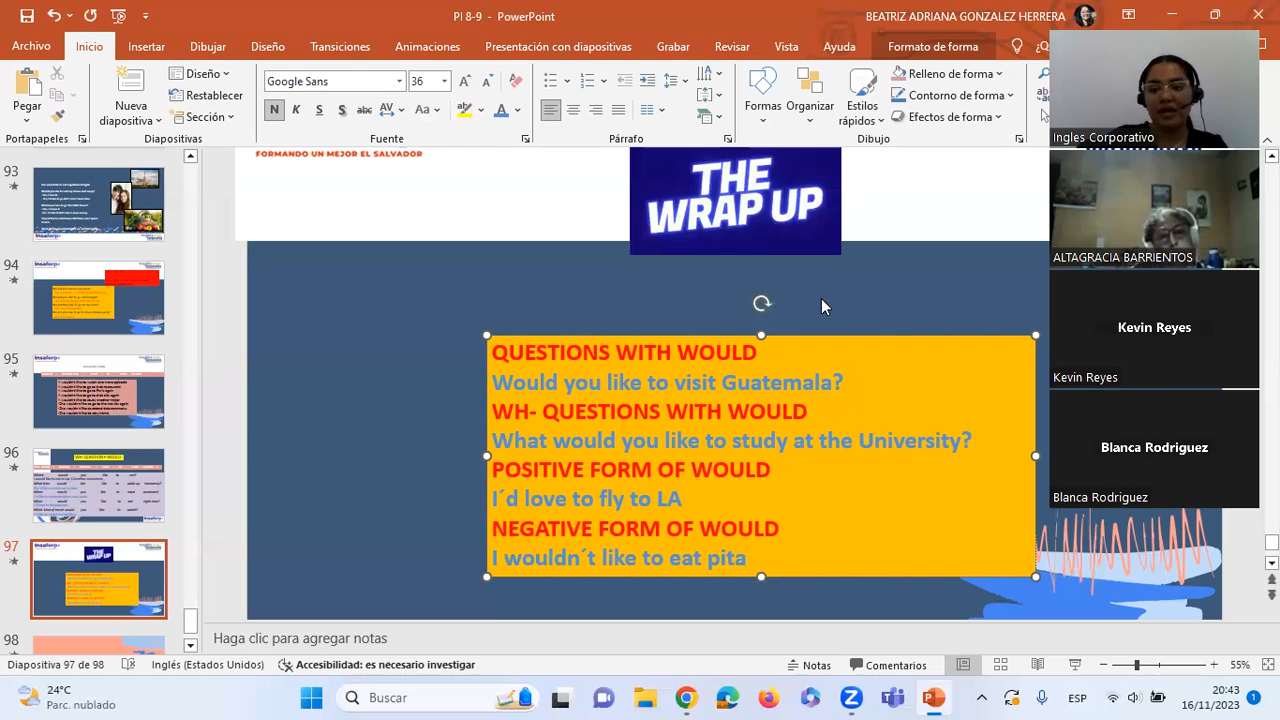 PI 8-9 - PowerPoint
BEATRIZ ADRIANA GONZALEZ HERRERA
Archivo Inicio Insertar Dibujar Diseño Transiciones Animaciones Presentación con diapositivas Grabar Revisar Vista Ayuda Formato de forma
Pegar
Nueva
diapositiva
Diseño
Restablecer
Sección
Google Sans 36
N K S abc AV Aa A
Formas
Organizar
Estilos
rápidos
Relleno de forma
Contorno de forma
Efectos de forma
Portapapeles Diapositivas Fuente Párrafo Dibujo
Ingles Corporativo
ALTAGRACIA BARRIENTOS
Kevin Reyes
Kevin Reyes
Blanca Rodriguez
Blanca Rodriguez
93
94
95
96
97
98
FORMANDO UN MEJOR EL SALVADOR
THE
WRAP UP
QUESTIONS WITH WOULD
Would you like to visit Guatemala?
WH- QUESTIONS WITH WOULD
What would you like to study at the University?
POSITIVE FORM OF WOULD
I´d love to fly to LA
NEGATIVE FORM OF WOULD
I wouldn´t like to eat pita
Haga clic para agregar notas
Diapositiva 97 de 98 Inglés (Estados Unidos) Accesibilidad: es necesario investigar Notas Comentarios 55%
24°C
Parc. nublado
Buscar
ESP
20:43
16/11/2023
1